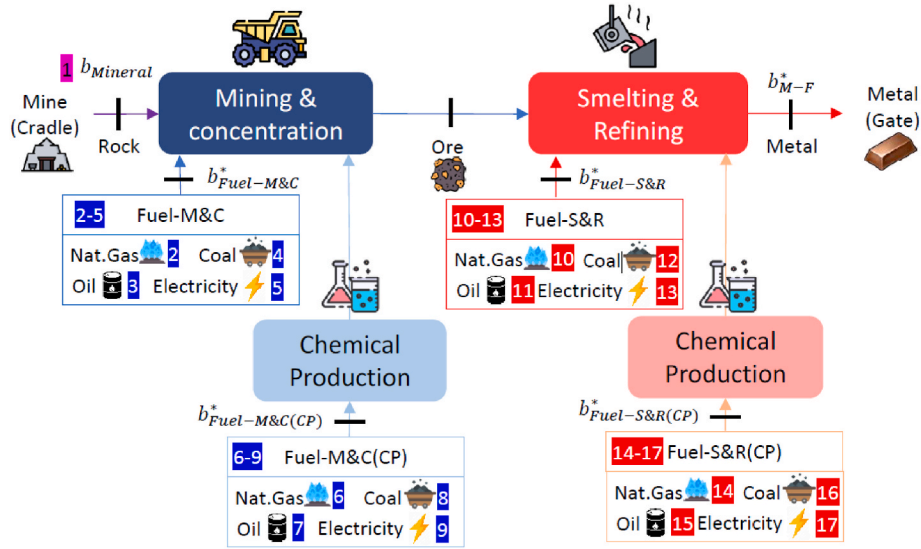 1 b_Mineral
Mine
(Cradle)
Rock
Mining &
concentration
Ore
Smelting &
Refining
b*_M−F
Metal
Metal
(Gate)
b*_Fuel−M&C
2-5 Fuel-M&C
Nat.Gas 2 Coal 4
Oil 3 Electricity 5
b*_Fuel−S&R
10-13 Fuel-S&R
Nat.Gas 10 Coal 12
Oil 11 Electricity 13
Chemical
Production
b*_Fuel−M&C(CP)
6-9 Fuel-M&C(CP)
Nat.Gas 6 Coal 8
Oil 7 Electricity 9
Chemical
Production
b*_Fuel−S&R(CP)
14-17 Fuel-S&R(CP)
Nat.Gas 14 Coal 16
Oil 15 Electricity 17